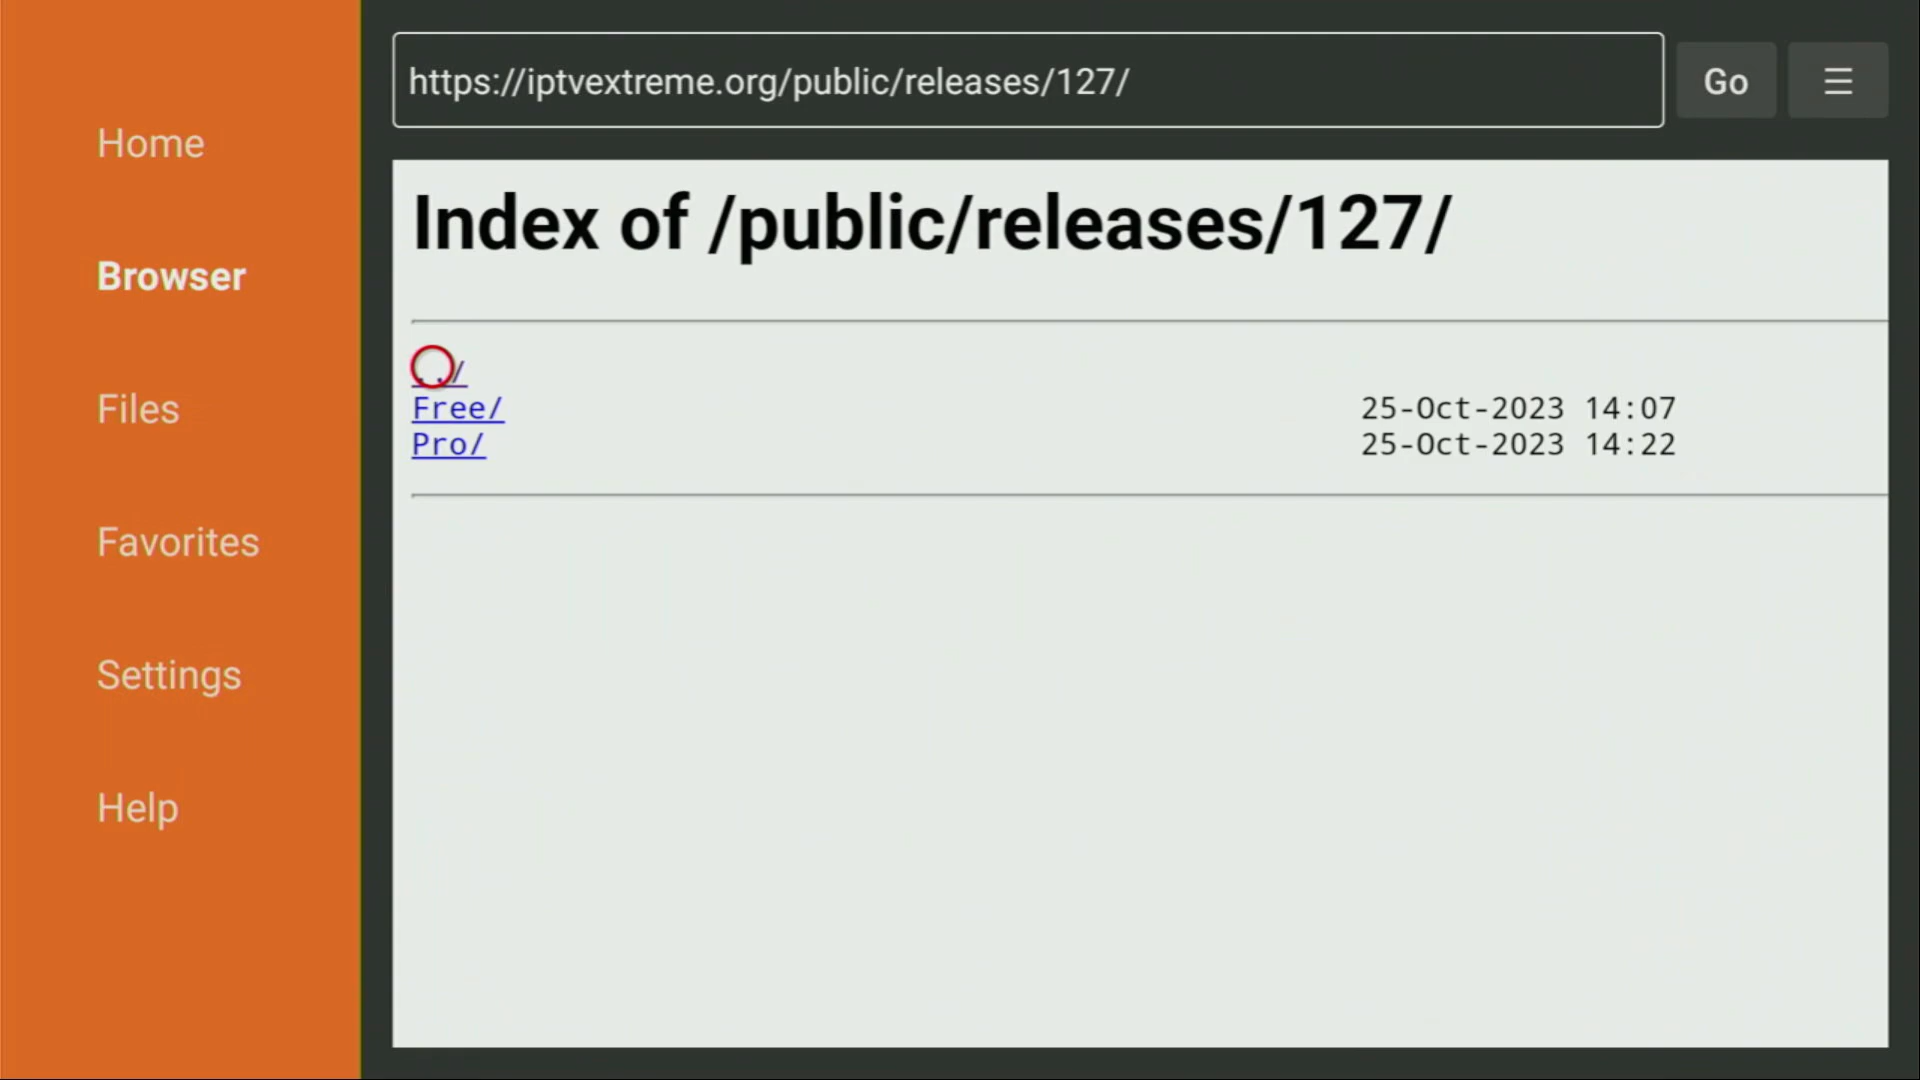 https://iptvextreme.org/public/releases/127/
Go
Home
Browser
Files
Favorites
Settings
Help
Index of /public/releases/127/
../
Free/ 25-Oct-2023 14:07
Pro/ 25-Oct-2023 14:22